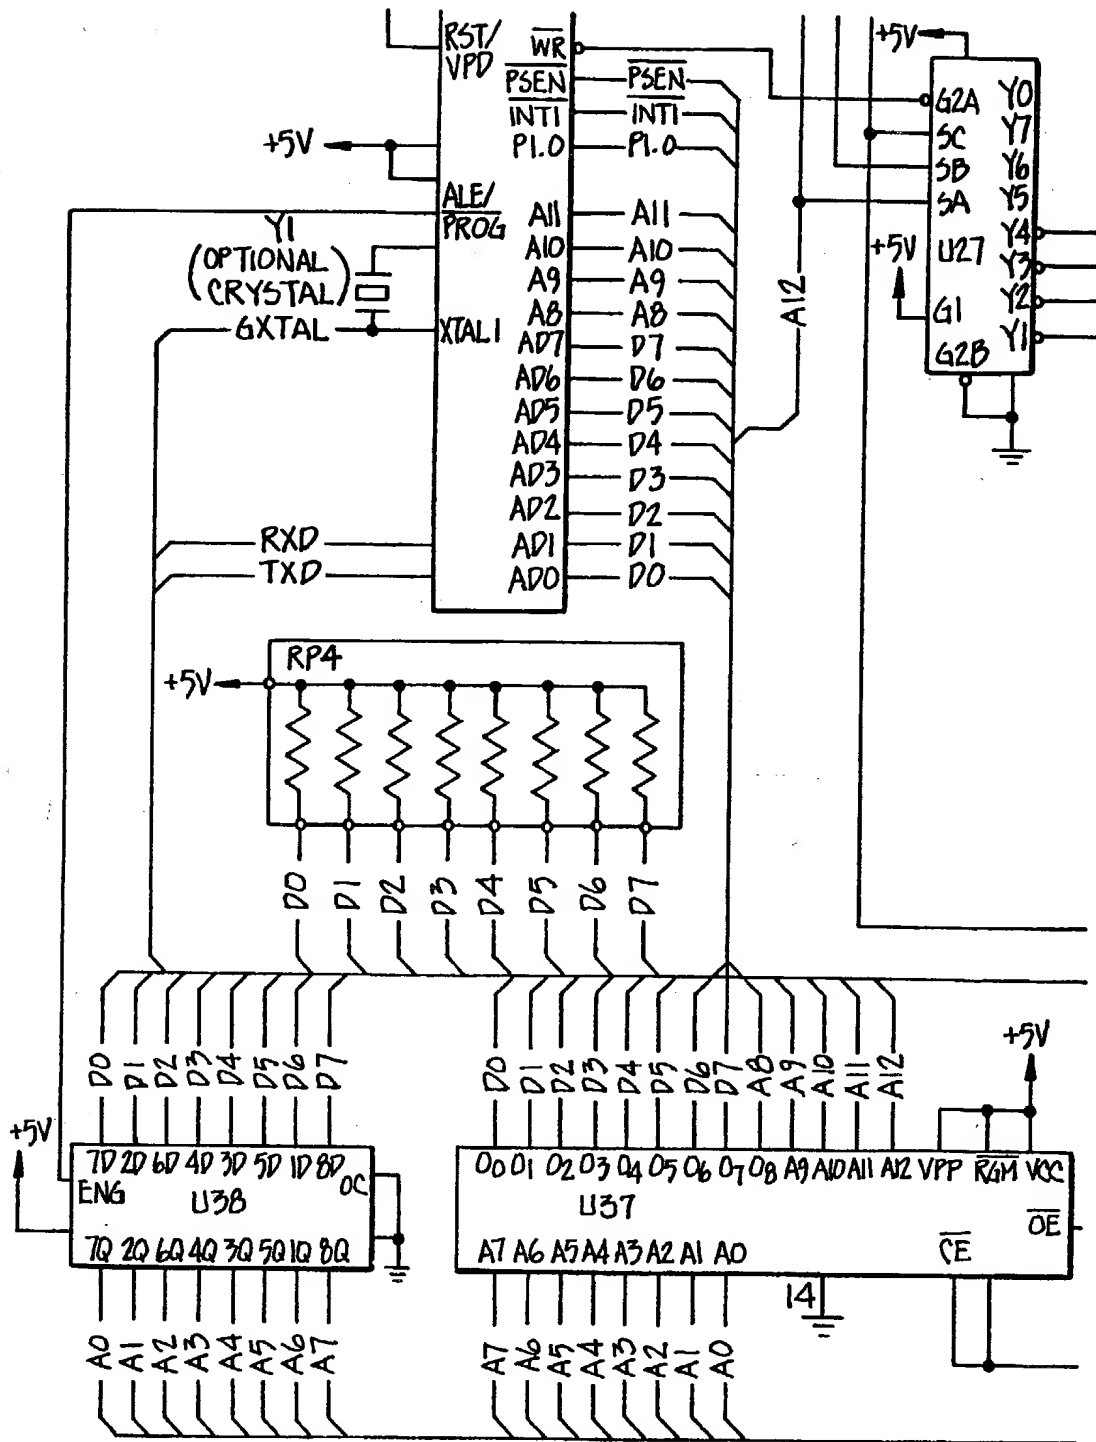 RST/
VPD
WR
PSEN PSEN
INT1 INT1
+5V
P1.0 P1.0
ALE/
PROG
Y1
(OPTIONAL
CRYSTAL)
GXTAL
XTAL1
A11 A11
A10 A10
A9 A9
A8 A8
AD7 D7
AD6 D6
AD5 D5
AD4 D4
AD3 D3
AD2 D2
AD1 D1
AD0 D0
RXD
TXD
A12
+5V
G2A Y0
SC Y7
SB Y6
SA Y5
Y4
+5V
U27 Y3
Y2
G1
Y1
G2B
RP4
+5V
D0 D1 D2 D3 D4 D5 D6 D7
D0 D1 D2 D3 D4 D5 D6 D7
+5V
7D 2D 6D 4D 3D 5D 1D 8D
ENG U38 OC
7Q 2Q 6Q 4Q 3Q 5Q 1Q 8Q
A0 A1 A2 A3 A4 A5 A6 A7
D0 D1 D2 D3 D4 D5 D6 D7 A8 A9 A10 A11 A12
+5V
O0 O1 O2 O3 O4 O5 O6 O7 O8 A9 A10 A11 A12 VPP RGM VCC
U37
OE
A7 A6 A5 A4 A3 A2 A1 A0 CE
14
A7 A6 A5 A4 A3 A2 A1 A0